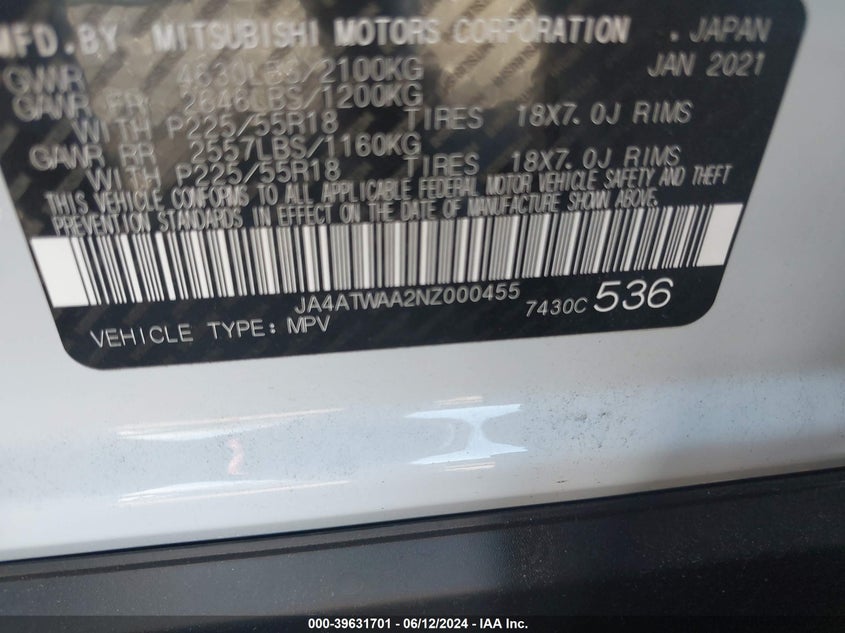 MFD.BY MITSUBISHI MOTORS CORPORATION . JAPAN
GVWR 4630LBS/2100KG JAN 2021
GAWR FR 2646LBS/1200KG
WITH P225/55R18 TIRES 18X7.0J RIMS
GAWR RR 2557LBS/1160KG
WITH P225/55R18 TIRES 18X7.0J RIMS
THIS VEHICLE CONFORMS TO ALL APPLICABLE FEDERAL MOTOR VEHICLE SAFETY AND THEFT
PREVENTION STANDARDS IN EFFECT ON THE DATE OF MANUFACTURE SHOWN ABOVE.
JA4ATWAA2NZ000455
VEHICLE TYPE: MPV 7430C 536
000-39631701 - 06/12/2024 - IAA Inc.